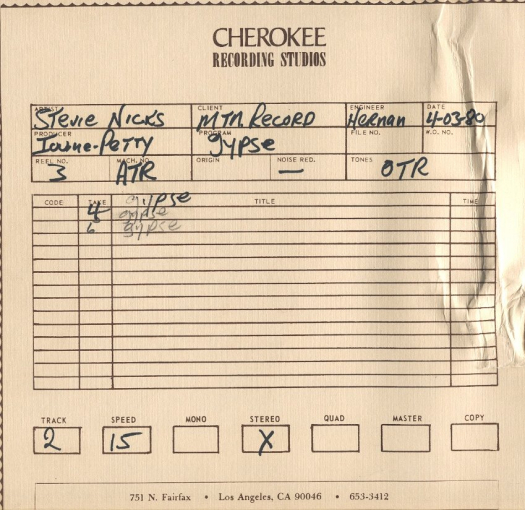 CHEROKEE
RECORDING STUDIOS
ARTIST CLIENT ENGINEER DATE
Stevie Nicks MTM Record Hernan 4-03-80
PRODUCER PROGRAM FILE NO. W.O. NO.
Iovine-Petty gypse
REEL NO. MACH. NO. ORIGIN NOISE RED. TONES
3 ATR — OTR
CODE TAKE TITLE TIME
gypse
4 gypse
6 gypse
TRACK SPEED MONO STEREO QUAD MASTER COPY
2 15 X
751 N. Fairfax • Los Angeles, CA 90046 • 653-3412